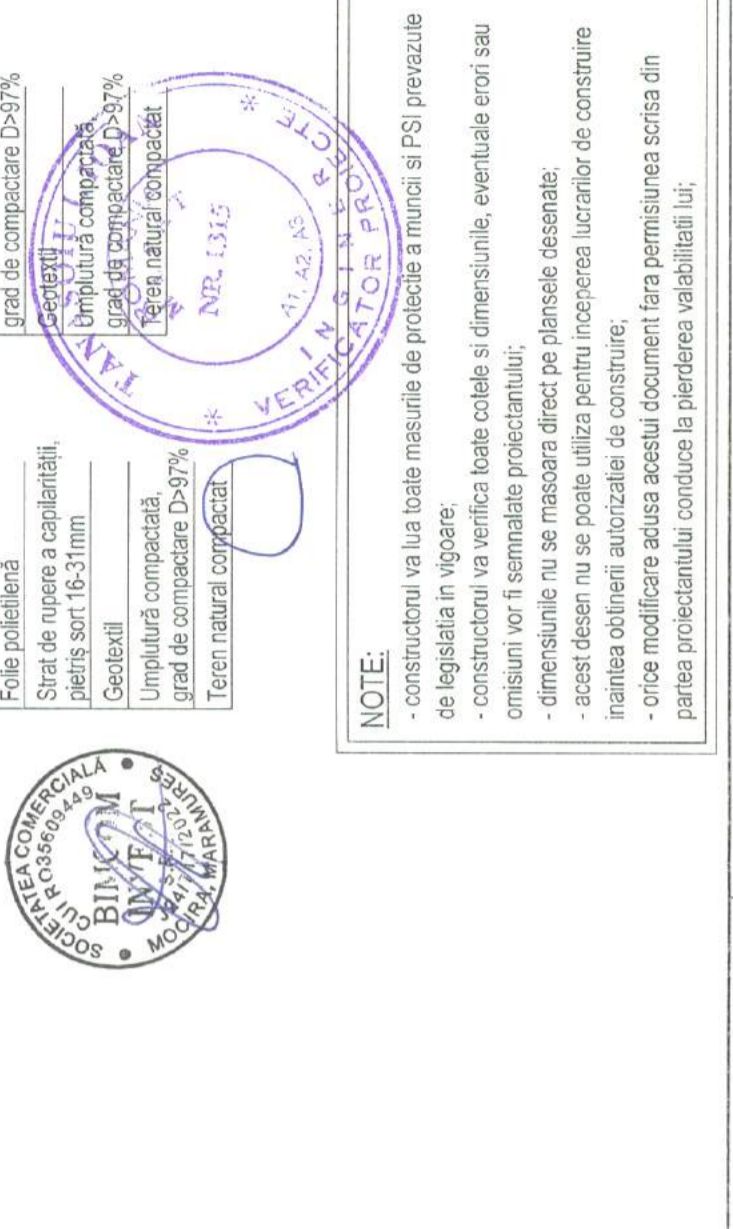 Folie polietilenă
Strat de rupere a capilarității,
pietriș sort 16-31mm
Geotextil
Umplutură compactată,
grad de compactare D>97%
Teren natural compactat
grad de compactare D>97%
Geotextil
Umplutură compactată,
grad de compactare D>97%
Teren natural compactat
SOCIETATEA COMERCIALĂ
CUI RO35609449
BIMCOM
INVEST
S.R.L.
MOCIRA, MARAMUREȘ
NR. 1315
A1, A2, A3
INGINER
VERIFICATOR PROIECTE
NOTE:
- constructorul va lua toate masurile de protectie a muncii si PSI prevazute
de legislatia in vigoare;
- constructorul va verifica toate cotele si dimensiunile, eventuale erori sau
omisiuni vor fi semnalate proiectantului;
- dimensiunile nu se masoara direct pe plansele desenate;
- acest desen nu se poate utiliza pentru inceperea lucrarilor de construire
inaintea obtinerii autorizatiei de construire;
- orice modificare adusa acestui document fara permisiunea scrisa din
partea proiectantului conduce la pierderea valabilitatii lui;